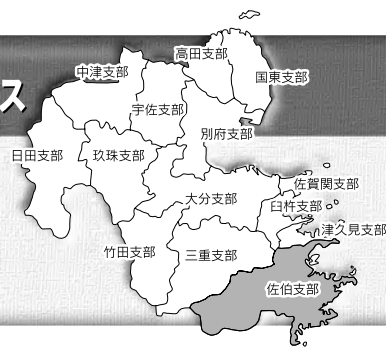 高田支部
中津支部
国東支部
ス
宇佐支部
別府支部
日田支部
玖珠支部
佐賀関支部
大分支部
臼杵支部
津久見支部
竹田支部
三重支部
佐伯支部